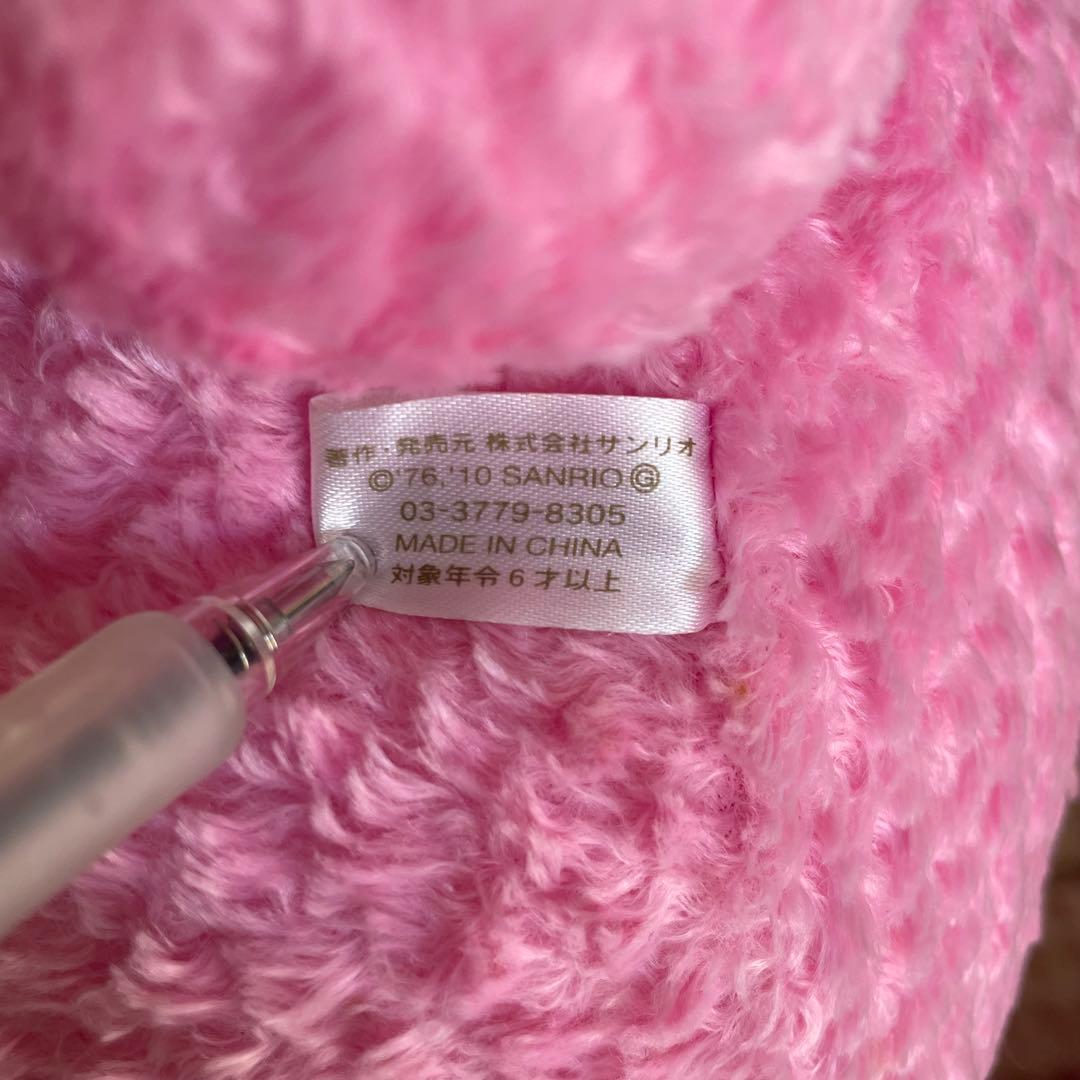 著作・発売元 株式会社サンリオ
©'76,'10 SANRIO Ⓖ
03-3779-8305
MADE IN CHINA
対象年令6才以上